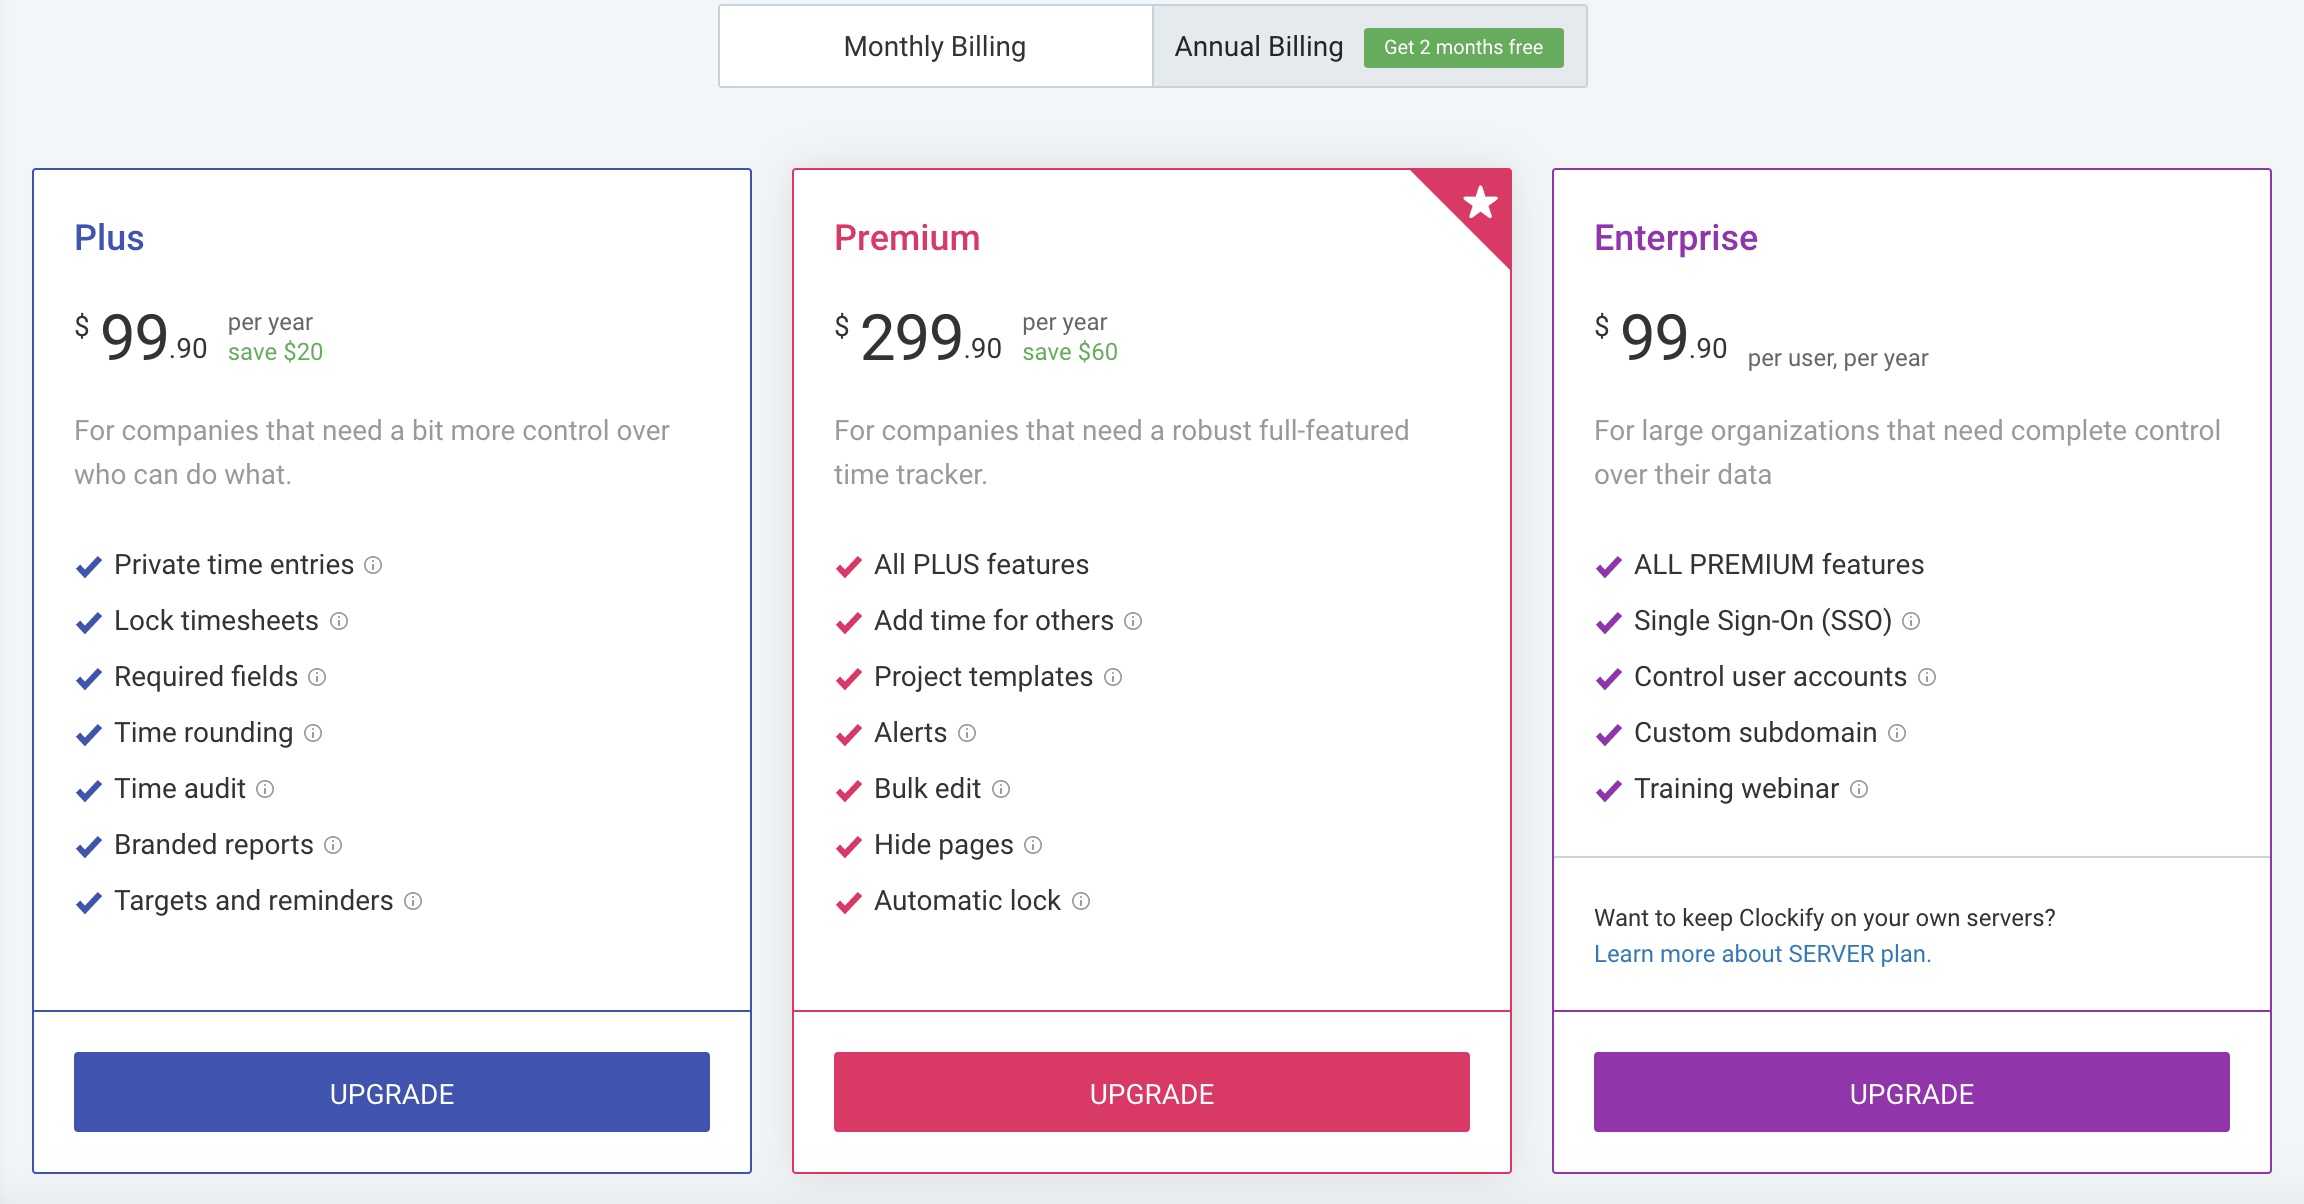 Monthly Billing
Annual Billing Get 2 months free
Plus
$ 99.90 per year
save $20
For companies that need a bit more control over
who can do what.
Private time entries
Lock timesheets
Required fields
Time rounding
Time audit
Branded reports
Targets and reminders
UPGRADE
Premium
$ 299.90 per year
save $60
For companies that need a robust full-featured
time tracker.
All PLUS features
Add time for others
Project templates
Alerts
Bulk edit
Hide pages
Automatic lock
UPGRADE
Enterprise
$ 99.90 per user, per year
For large organizations that need complete control
over their data
ALL PREMIUM features
Single Sign-On (SSO)
Control user accounts
Custom subdomain
Training webinar
Want to keep Clockify on your own servers?
Learn more about SERVER plan.
UPGRADE